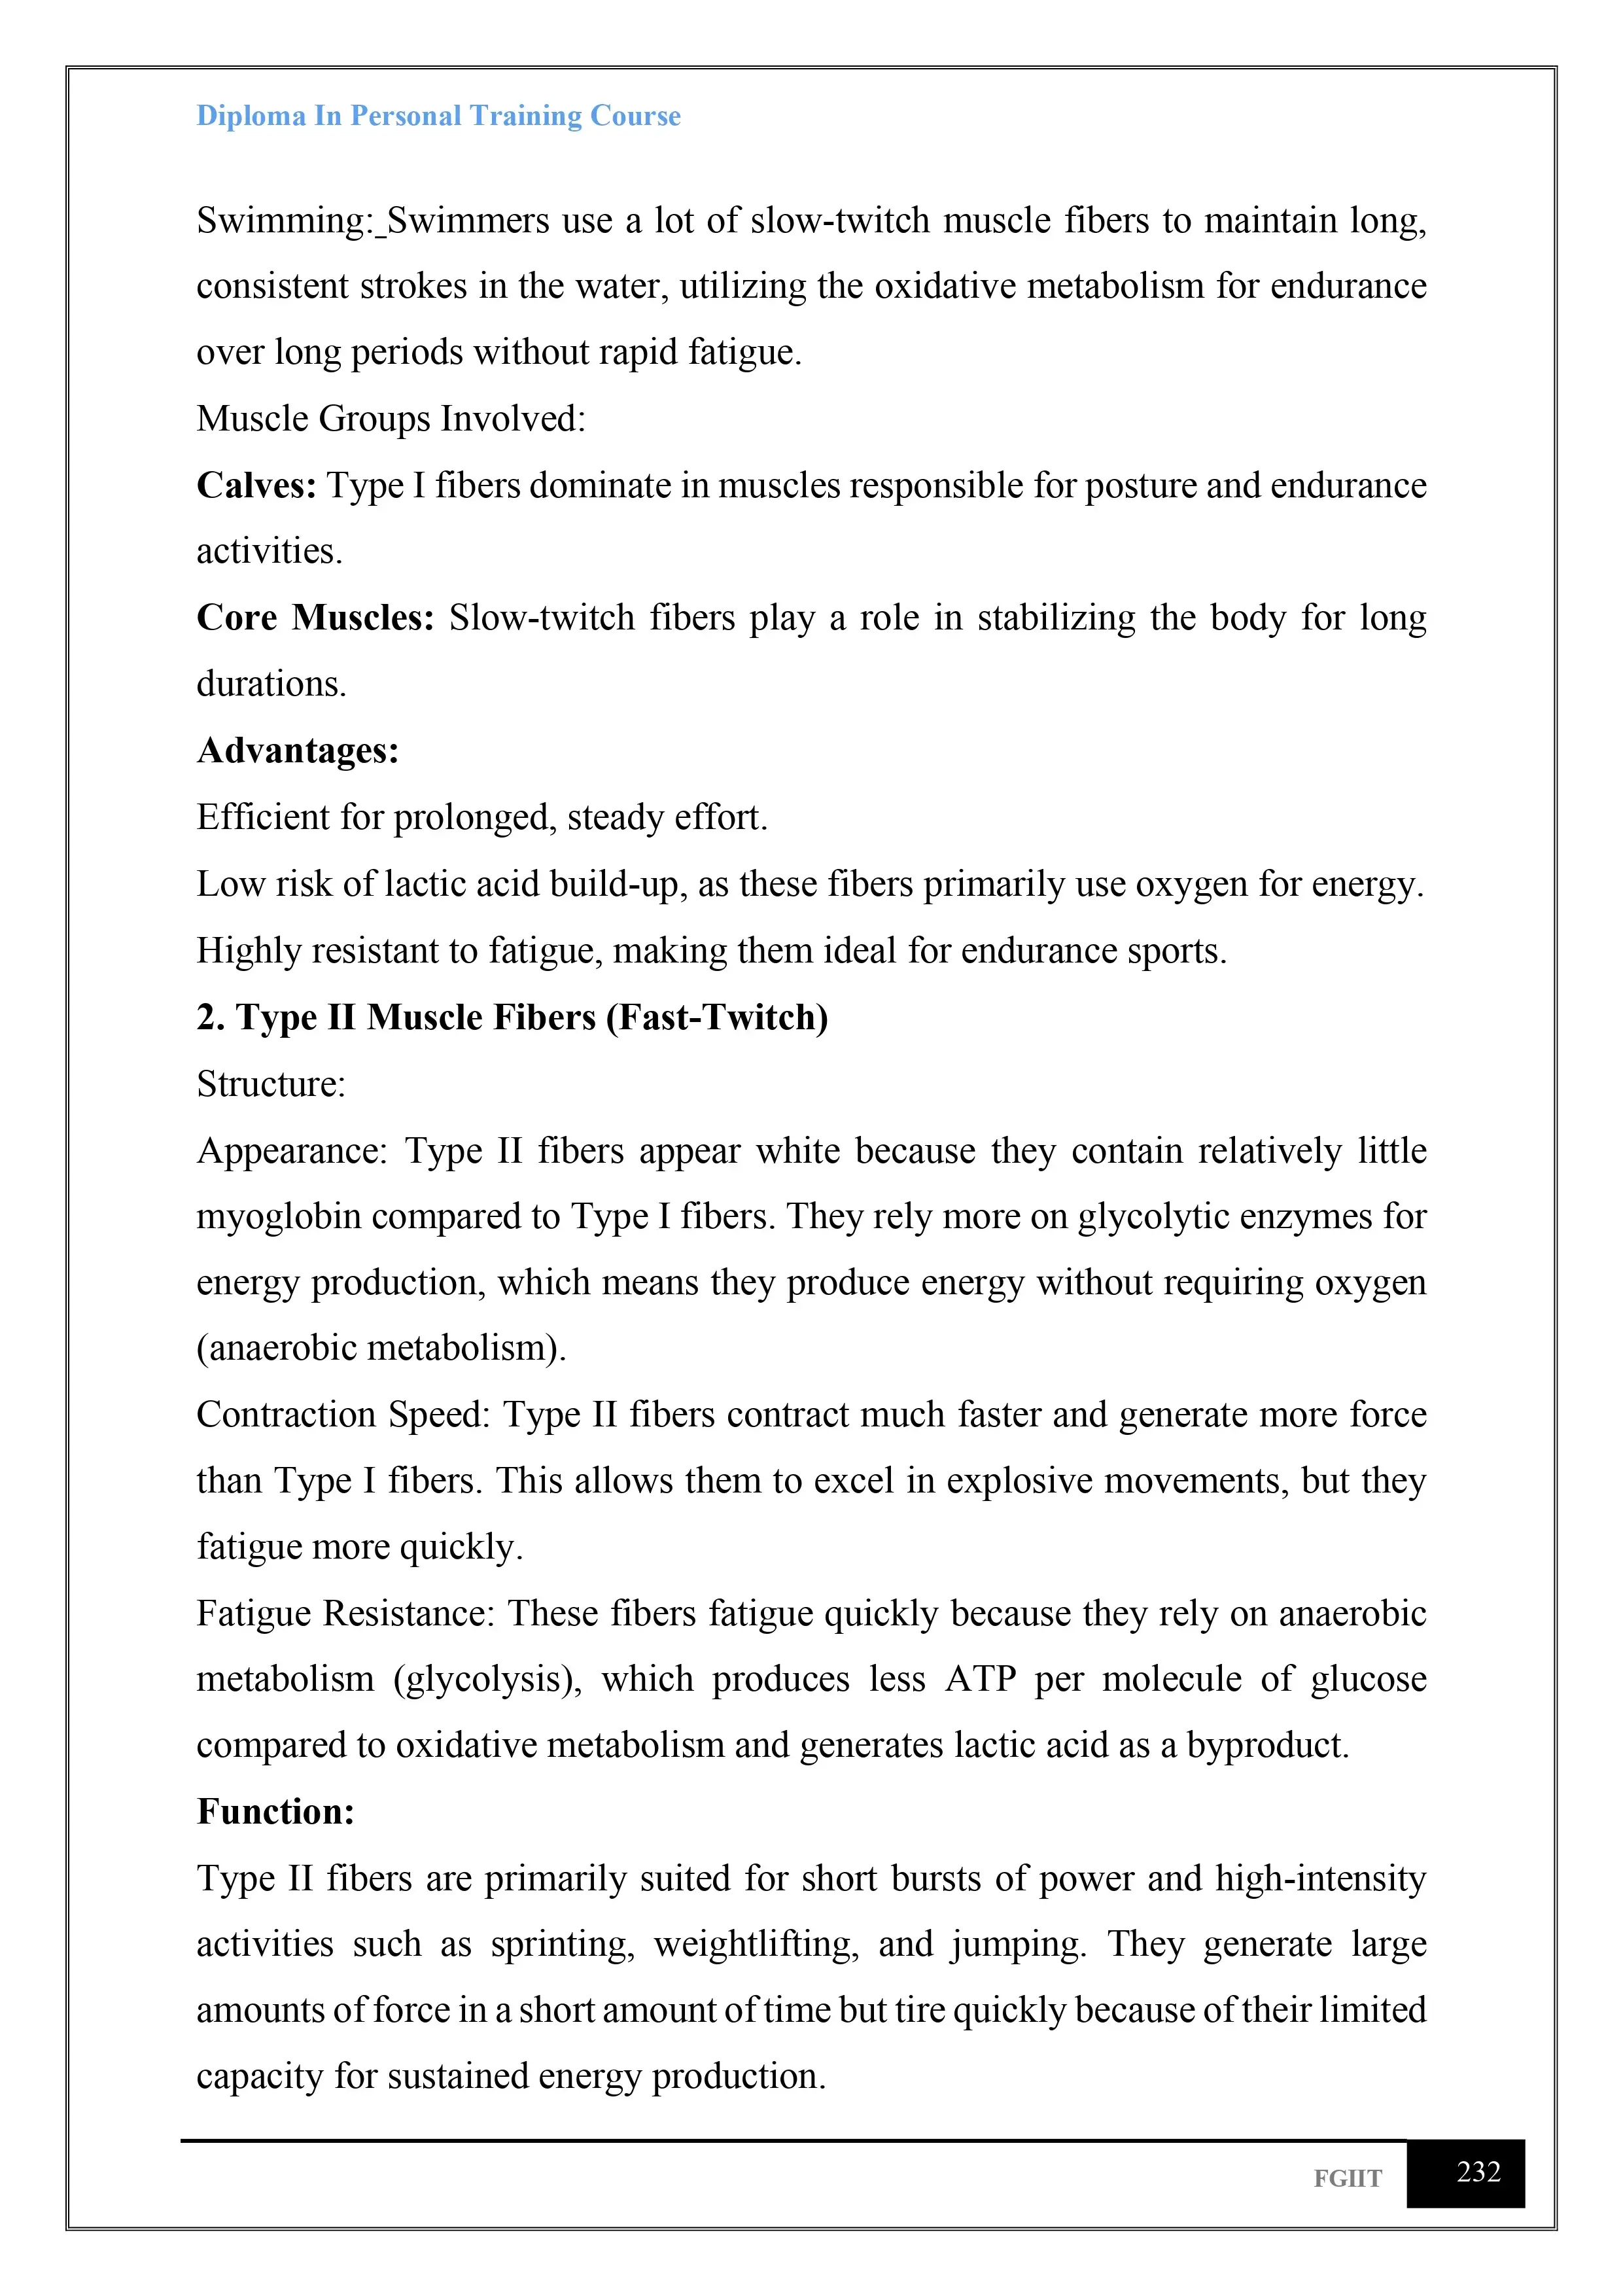 Diploma In Personal Training Course
Swimming: Swimmers use a lot of slow-twitch muscle fibers to maintain long,
consistent strokes in the water, utilizing the oxidative metabolism for endurance
over long periods without rapid fatigue.
Muscle Groups Involved:
Calves: Type I fibers dominate in muscles responsible for posture and endurance
activities.
Core Muscles: Slow-twitch fibers play a role in stabilizing the body for long
durations.
Advantages:
Efficient for prolonged, steady effort.
Low risk of lactic acid build-up, as these fibers primarily use oxygen for energy.
Highly resistant to fatigue, making them ideal for endurance sports.
2. Type II Muscle Fibers (Fast-Twitch)
Structure:
Appearance: Type II fibers appear white because they contain relatively little
myoglobin compared to Type I fibers. They rely more on glycolytic enzymes for
energy production, which means they produce energy without requiring oxygen
(anaerobic metabolism).
Contraction Speed: Type II fibers contract much faster and generate more force
than Type I fibers. This allows them to excel in explosive movements, but they
fatigue more quickly.
Fatigue Resistance: These fibers fatigue quickly because they rely on anaerobic
metabolism (glycolysis), which produces less ATP per molecule of glucose
compared to oxidative metabolism and generates lactic acid as a byproduct.
Function:
Type II fibers are primarily suited for short bursts of power and high-intensity
activities such as sprinting, weightlifting, and jumping. They generate large
amounts of force in a short amount of time but tire quickly because of their limited
capacity for sustained energy production.
FGIIT 232